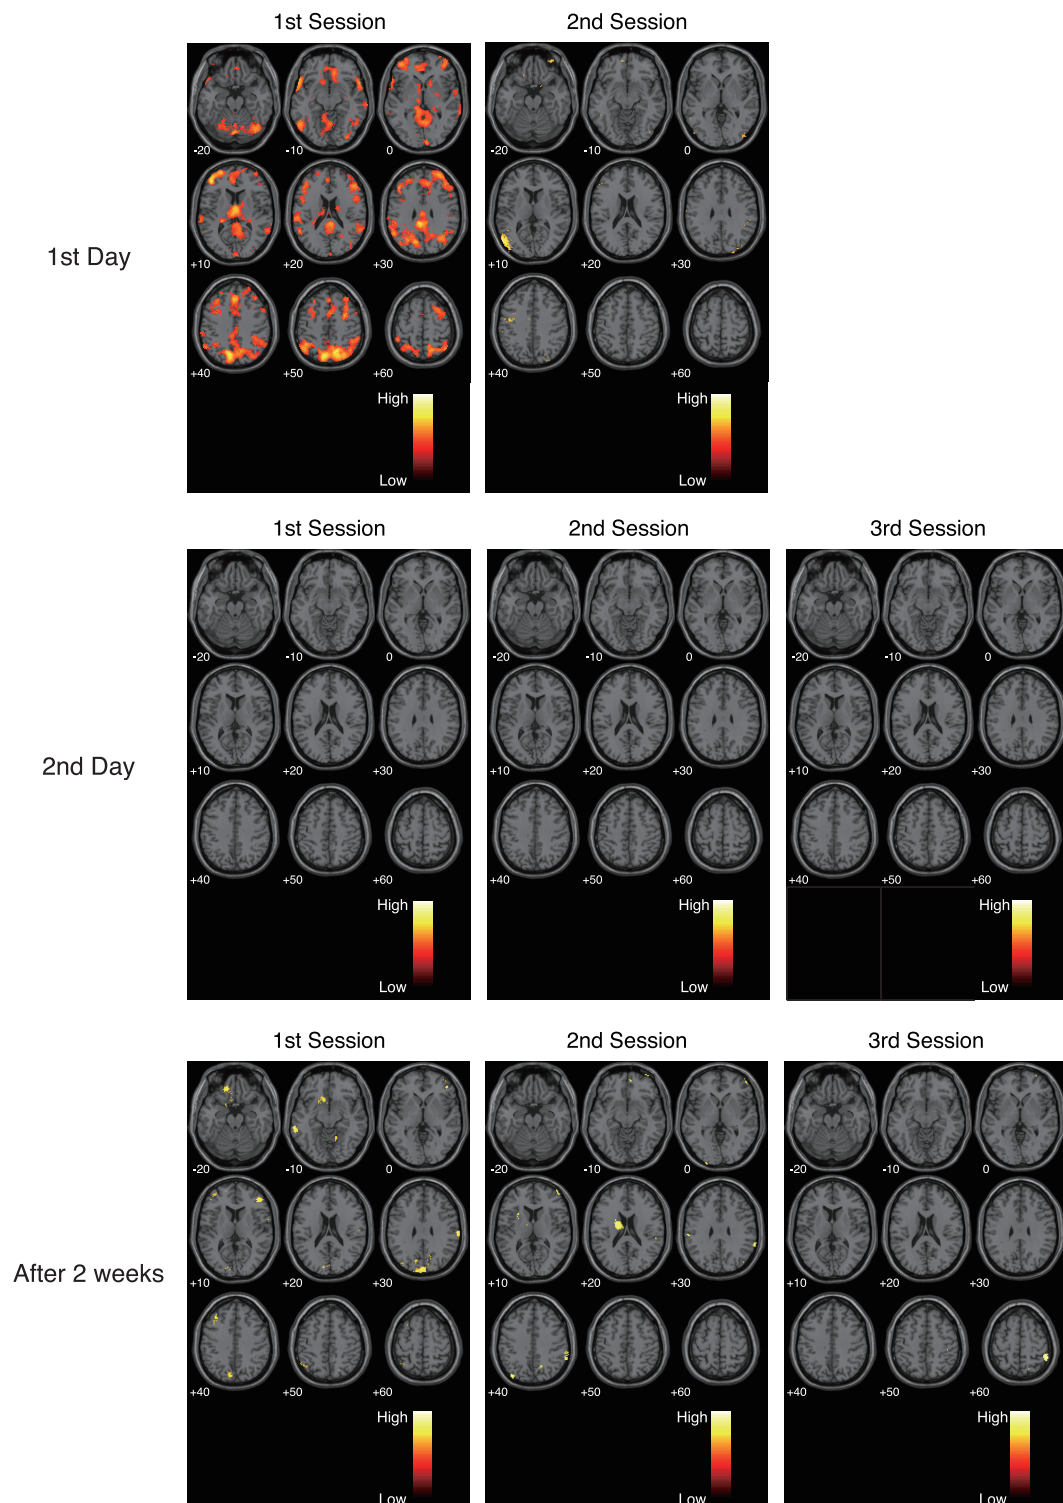 1st Session
2nd Session
1st Day
-20 -10 0
+10 +20 +30
+40 +50 +60
High
Low
-20 -10 0
+10 +20 +30
+40 +50 +60
High
Low
1st Session
2nd Session
3rd Session
2nd Day
-20 -10 0
+10 +20 +30
+40 +50 +60
High
Low
-20 -10 0
+10 +20 +30
+40 +50 +60
High
Low
-20 -10 0
+10 +20 +30
+40 +50 +60
High
Low
1st Session
2nd Session
3rd Session
After 2 weeks
-20 -10 0
+10 +20 +30
+40 +50 +60
High
Low
-20 -10 0
+10 +20 +30
+40 +50 +60
High
Low
-20 -10 0
+10 +20 +30
+40 +50 +60
High
Low